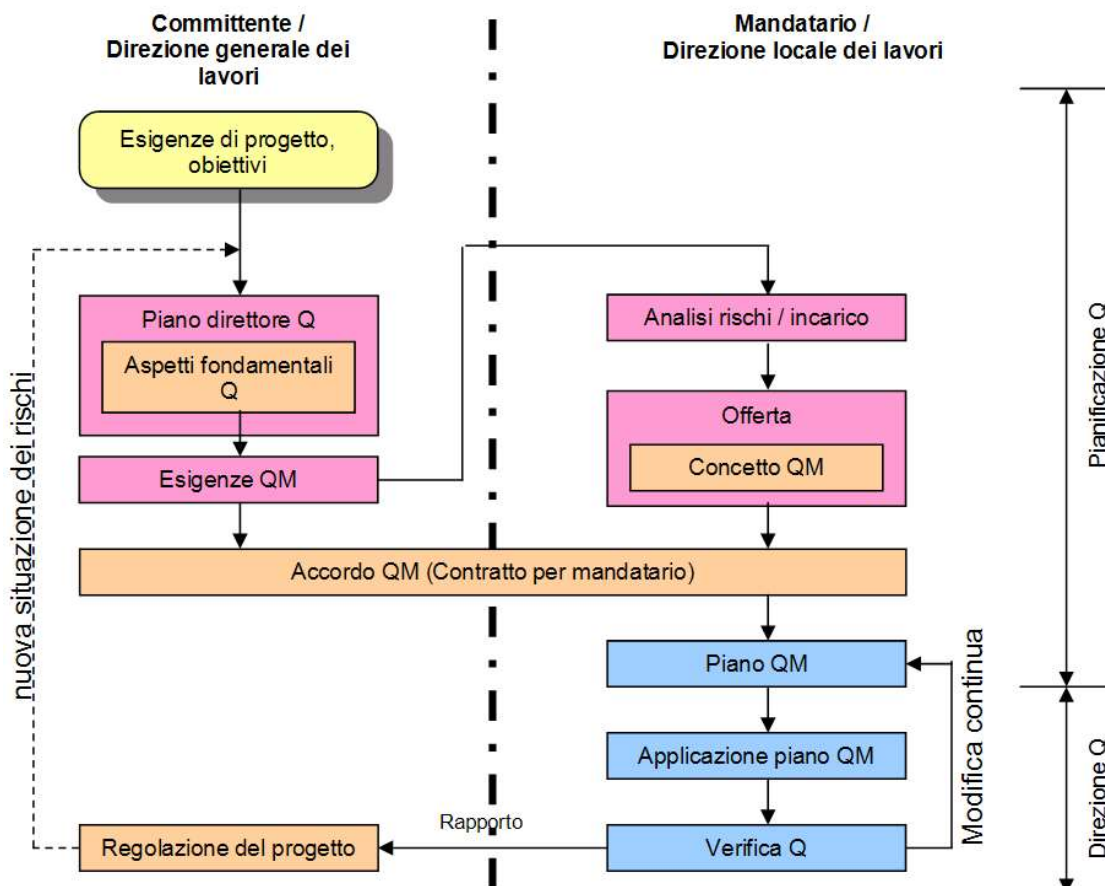 Committente /
Direzione generale dei
lavori
Mandatario /
Direzione locale dei lavori
Esigenze di progetto,
obiettivi
Piano direttore Q
Aspetti fondamentali
Q
Esigenze QM
Analisi rischi / incarico
Offerta
Concetto QM
Accordo QM (Contratto per mandatario)
Piano QM
Applicazione piano QM
Verifica Q
Rapporto
Regolazione del progetto
nuova situazione dei rischi
Modifica continua
Pianificazione Q
Direzione Q